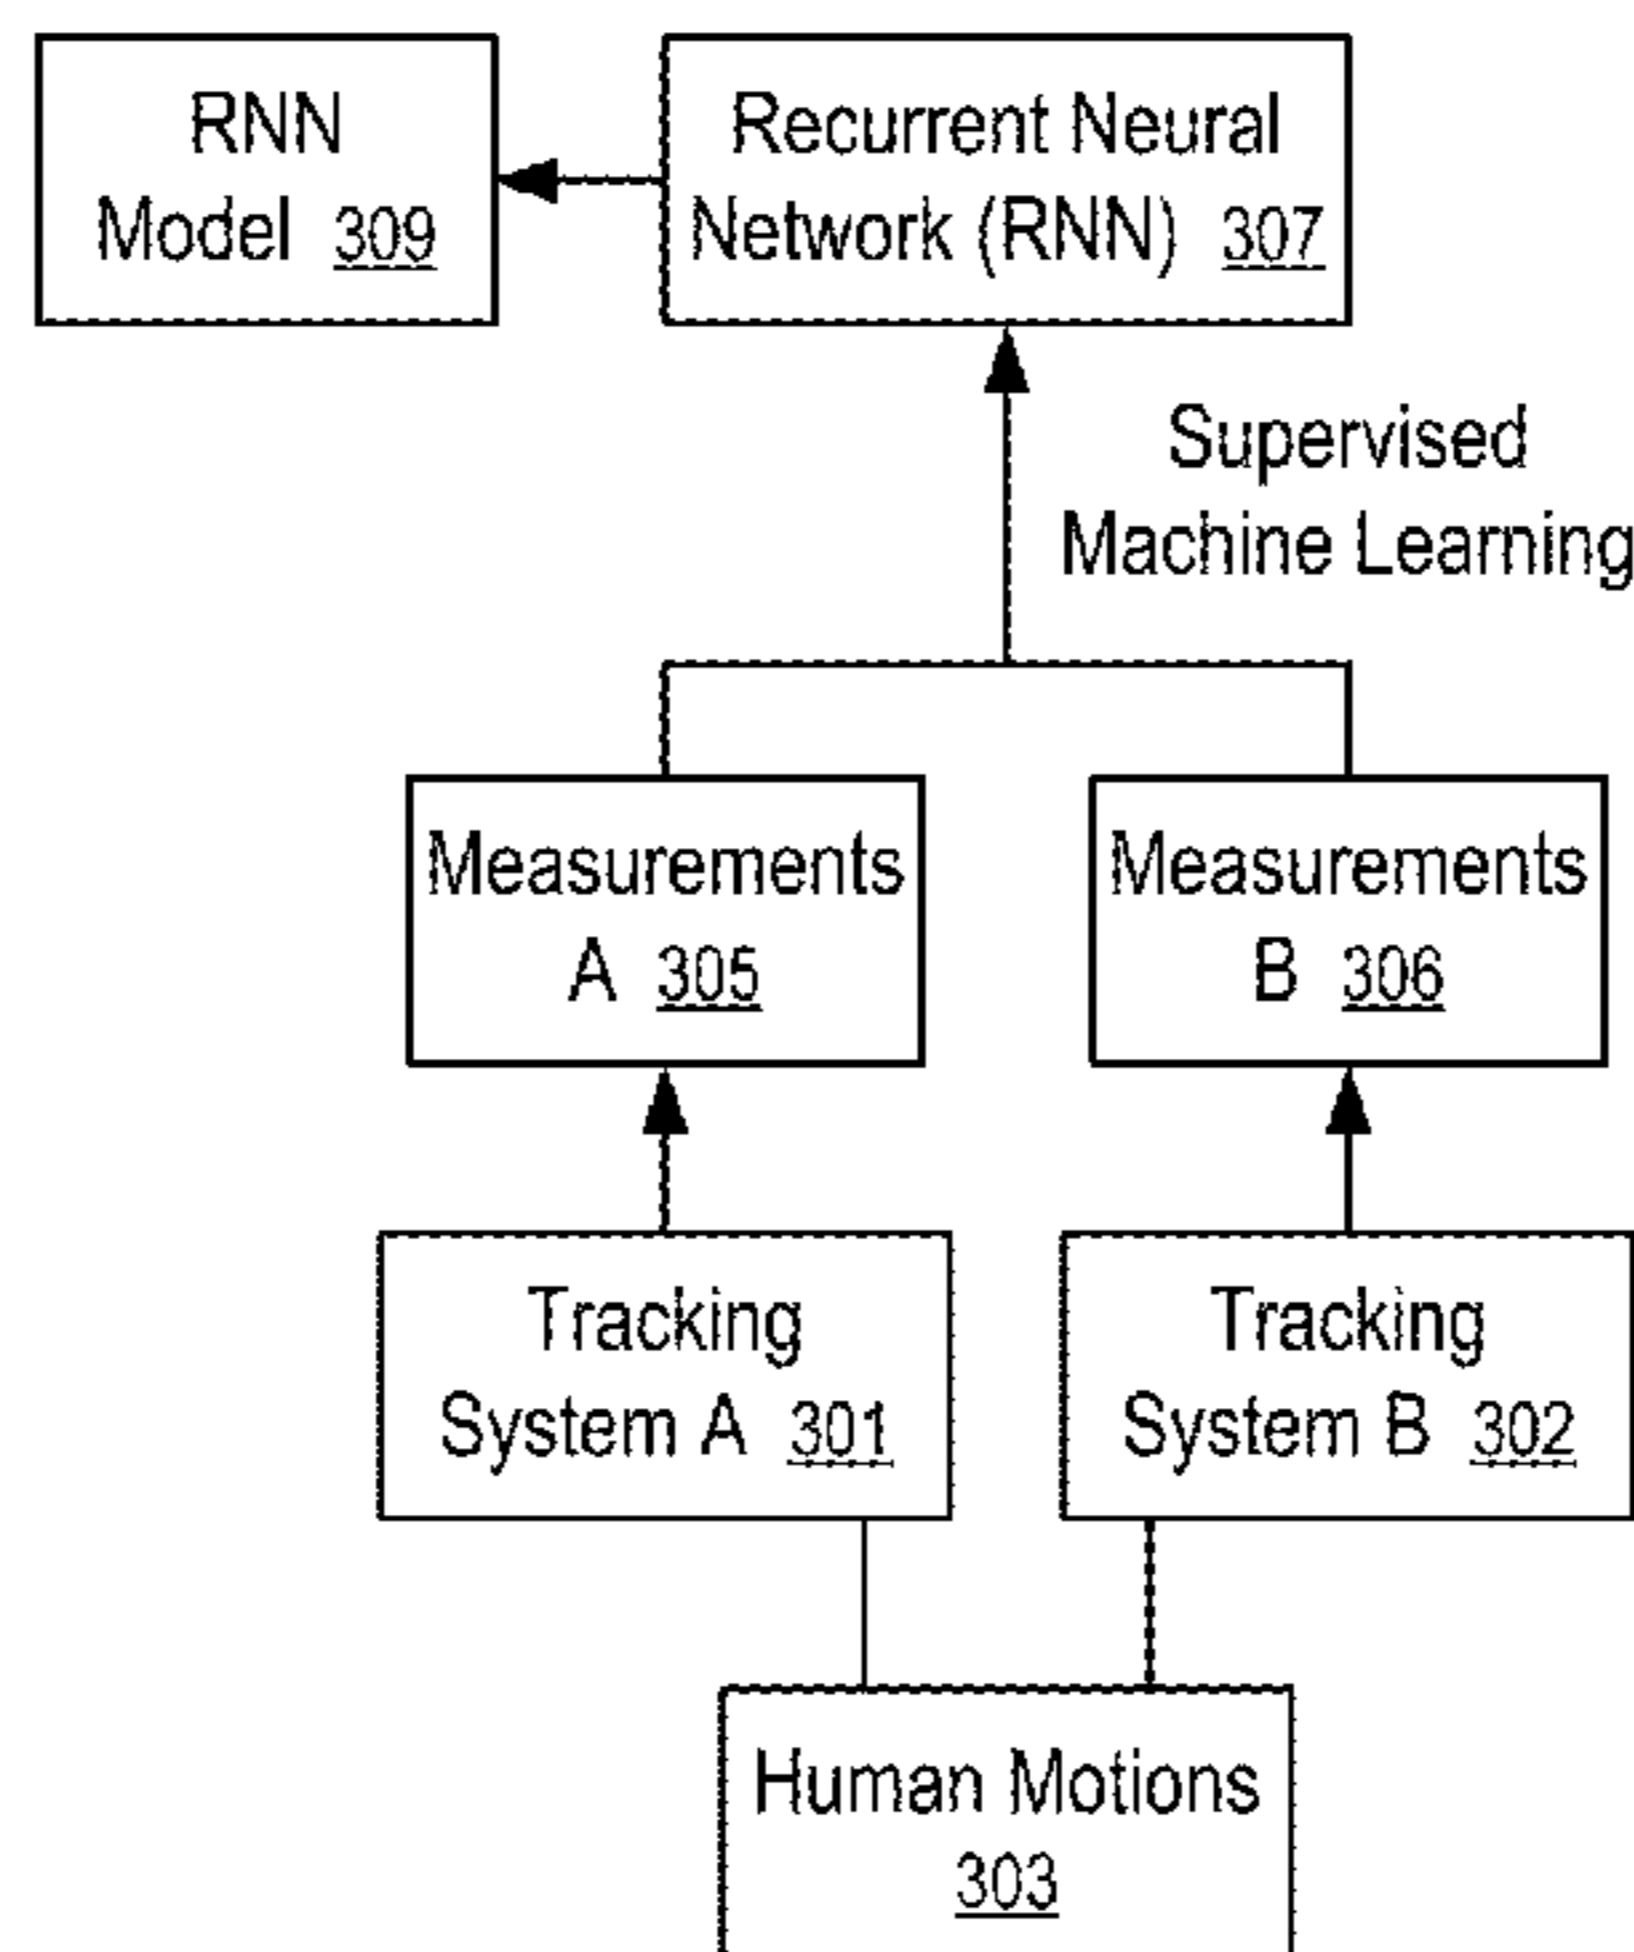 RNN
Model 309
Recurrent Neural
Network (RNN) 307
Supervised
Machine Learning
Measurements
A 305
Measurements
B 306
Tracking
System A 301
Tracking
System B 302
Human Motions
303